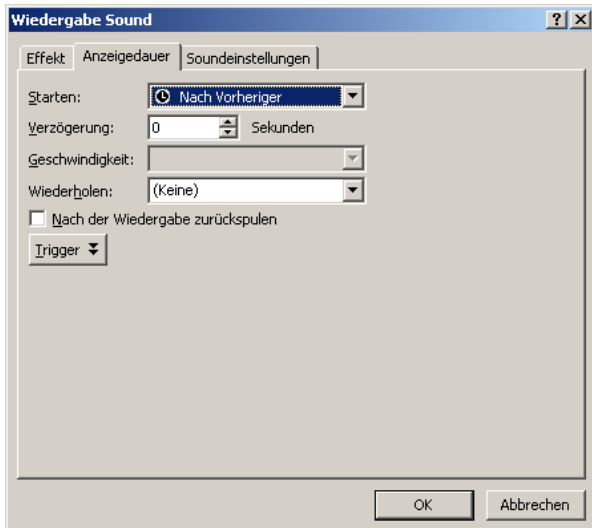 Wiedergabe Sound
Effekt Anzeigedauer Soundeinstellungen
Starten: Nach Vorheriger
Verzögerung: 0 Sekunden
Geschwindigkeit:
Wiederholen: (Keine)
Nach der Wiedergabe zurückspulen
Trigger
OK Abbrechen